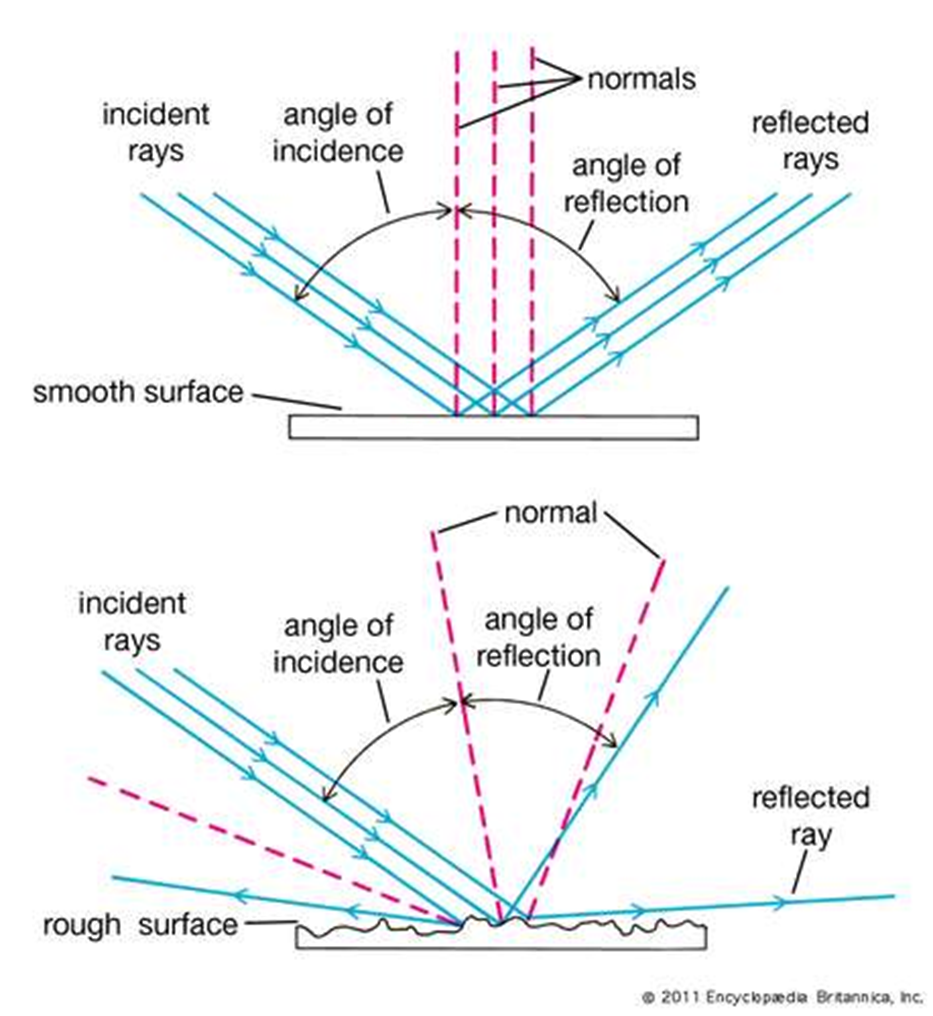 normals
incident
rays
angle of
incidence
reflected
rays
angle of
reflection
smooth surface
normal
incident
rays
angle of
incidence
angle of
reflection
reflected
ray
rough surface
© 2011 Encyclopædia Britannica, Inc.